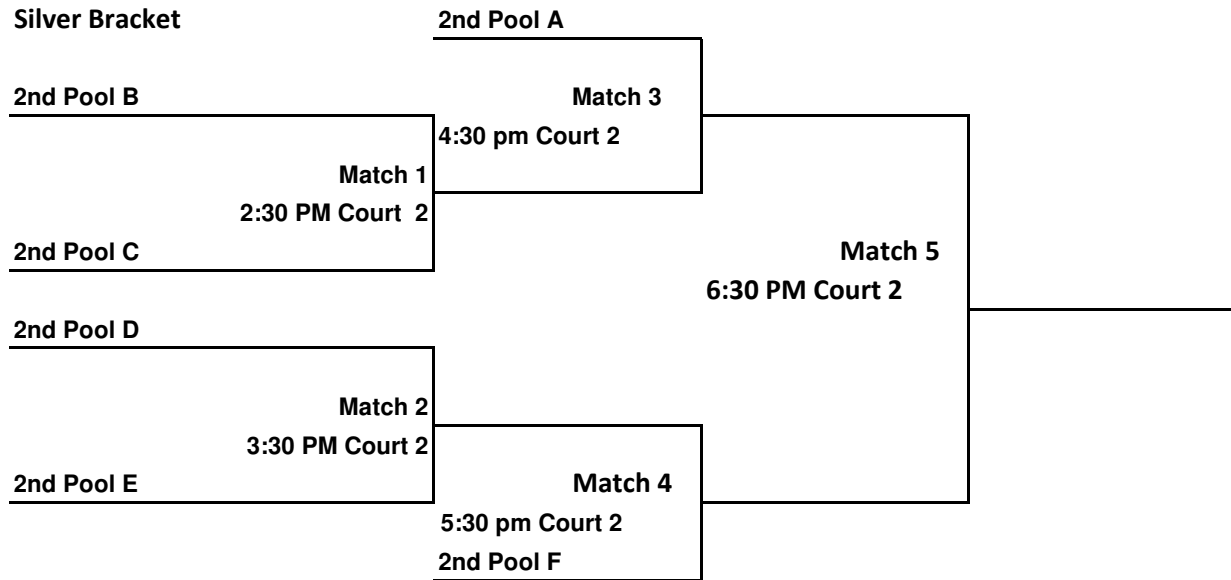 Silver Bracket
2nd Pool A
2nd Pool B
Match 3
4:30 pm Court 2
Match 1
2:30 PM Court  2
2nd Pool C
Match 5
6:30 PM Court 2
2nd Pool D
Match 2
3:30 PM Court 2
2nd Pool E
Match 4
5:30 pm Court 2
2nd Pool F